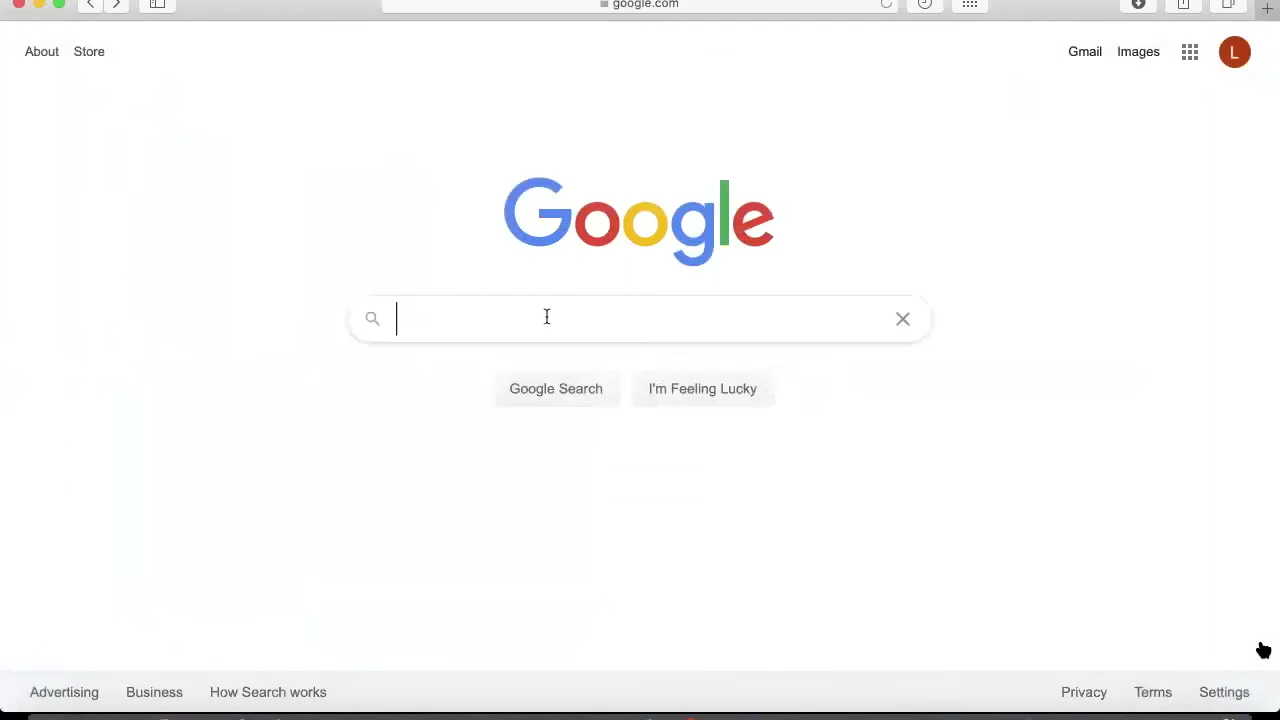 google.com
About Store
Gmail Images
L
Google
Google Search I'm Feeling Lucky
Advertising Business How Search works
Privacy Terms Settings